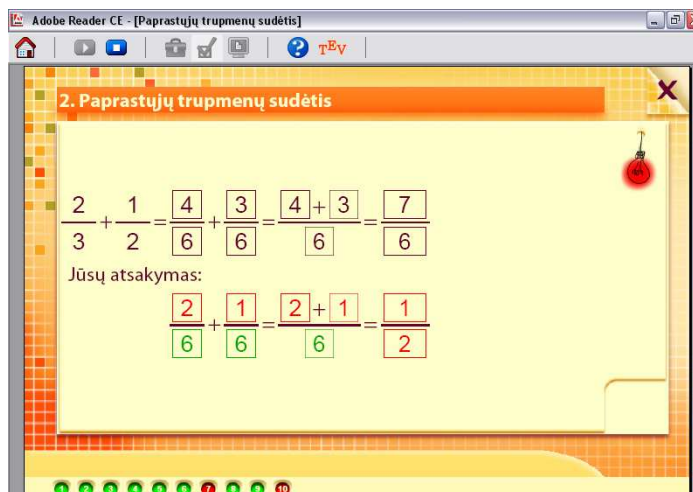 Adobe Reader CE - [Paprastųjų trupmenų sudėtis]
? TEV
2. Paprastųjų trupmenų sudėtis X
2/3 + 1/2 = 4/6 + 3/6 = (4 + 3)/6 = 7/6
Jūsų atsakymas:
2/6 + 1/6 = (2 + 1)/6 = 1/2
1 2 3 4 5 6 7 8 9 10